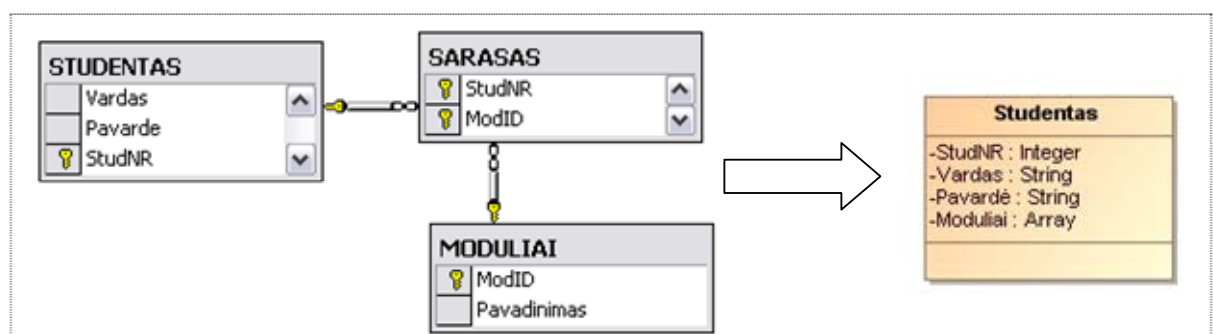 STUDENTAS
Vardas
Pavarde
StudNR
SARASAS
StudNR
ModID
MODULIAI
ModID
Pavadinimas
Studentas
-StudNR : Integer
-Vardas : String
-Pavardė : String
-Moduliai : Array